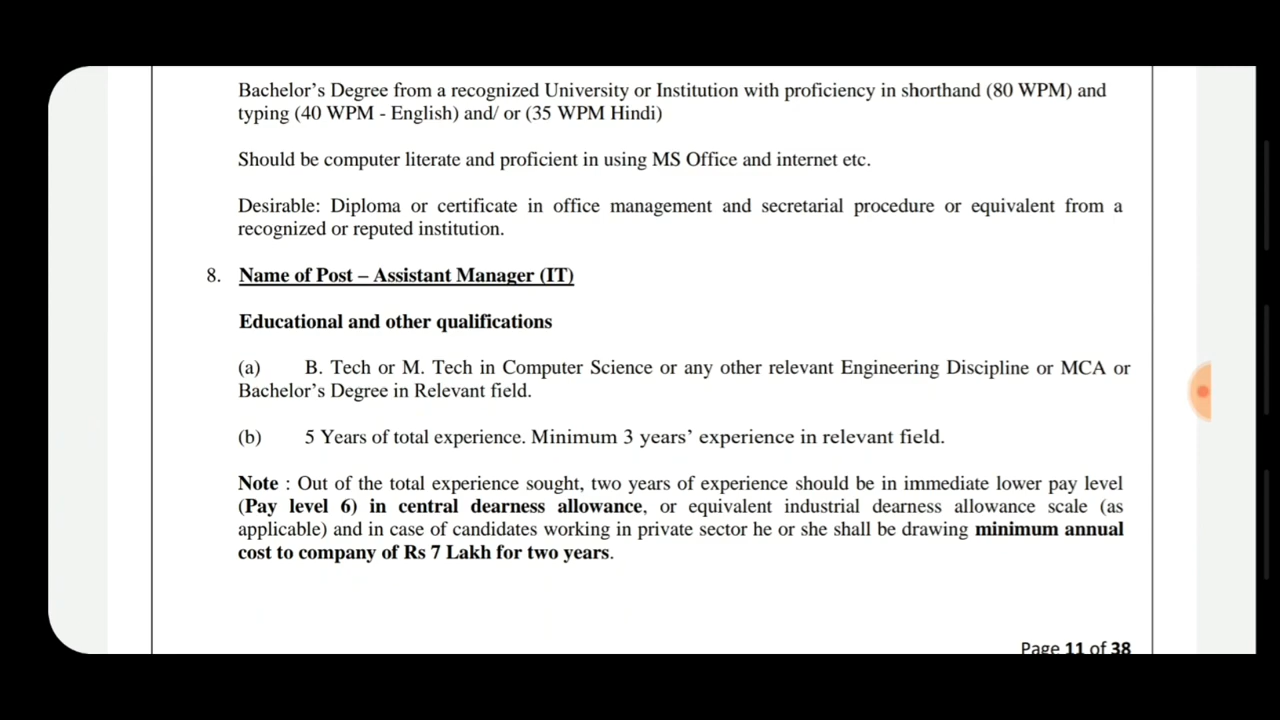 Bachelor’s Degree from a recognized University or Institution with proficiency in shorthand (80 WPM) and
typing (40 WPM - English) and/ or (35 WPM Hindi)
Should be computer literate and proficient in using MS Office and internet etc.
Desirable: Diploma or certificate in office management and secretarial procedure or equivalent from a
recognized or reputed institution.
8. Name of Post – Assistant Manager (IT)
Educational and other qualifications
(a) B. Tech or M. Tech in Computer Science or any other relevant Engineering Discipline or MCA or
Bachelor’s Degree in Relevant field.
(b) 5 Years of total experience. Minimum 3 years’ experience in relevant field.
Note : Out of the total experience sought, two years of experience should be in immediate lower pay level
(Pay level 6) in central dearness allowance, or equivalent industrial dearness allowance scale (as
applicable) and in case of candidates working in private sector he or she shall be drawing minimum annual
cost to company of Rs 7 Lakh for two years.
Page 11 of 38